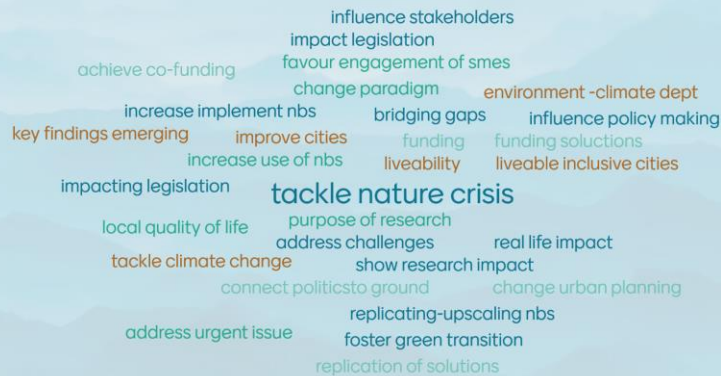 influence stakeholders
impact legislation
achieve co-funding
favour engagement of smes
change paradigm
environment -climate dept
increase implement nbs
bridging gaps
influence policy making
key findings emerging
improve cities
funding
funding soluctions
increase use of nbs
liveability
liveable inclusive cities
impacting legislation
tackle nature crisis
local quality of life
purpose of research
address challenges
real life impact
tackle climate change
show research impact
connect politicsto ground
change urban planning
replicating-upscaling nbs
address urgent issue
foster green transition
replication of solutions